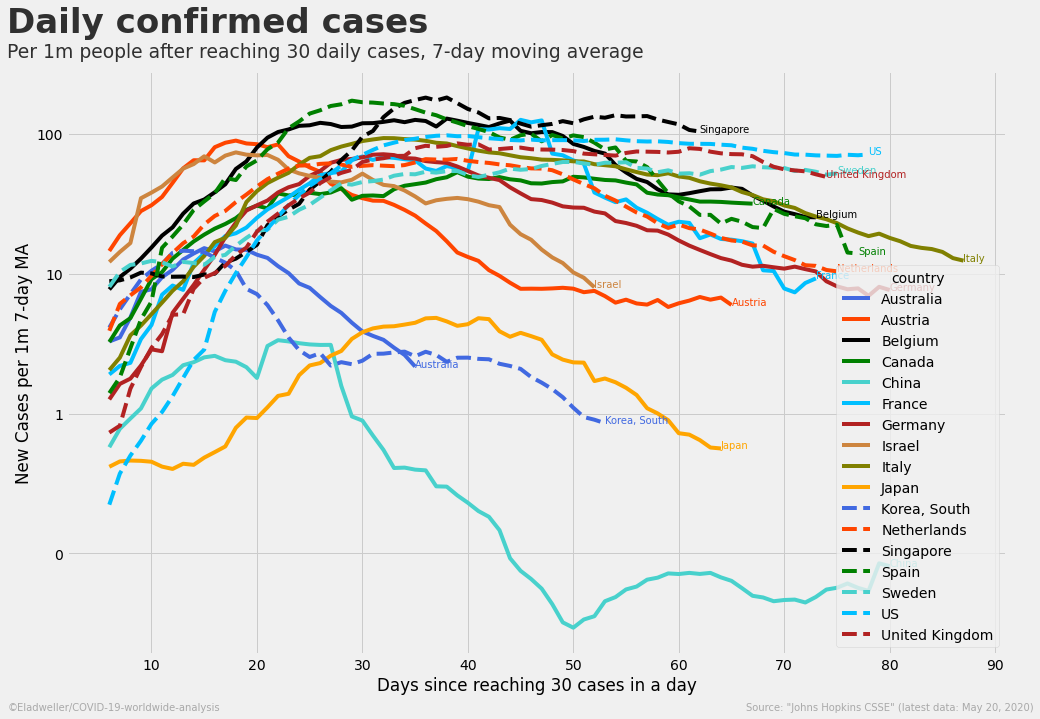 Daily confirmed cases
Per 1m people after reaching 30 daily cases, 7-day moving average
New Cases per 1m 7-day MA
100
10
1
0
Singapore
US
Sweden
United Kingdom
Canada
Belgium
Spain
Italy
Netherlands
France
Israel
Germany
Austria
Australia
Korea, South
Japan
country
Australia
Austria
Belgium
Canada
China
France
Germany
Israel
Italy
Japan
Korea, South
Netherlands
Singapore
Spain
Sweden
US
United Kingdom
10 20 30 40 50 60 70 80 90
Days since reaching 30 cases in a day
©Eladweller/COVID-19-worldwide-analysis
Source: "Johns Hopkins CSSE" (latest data: May 20, 2020)